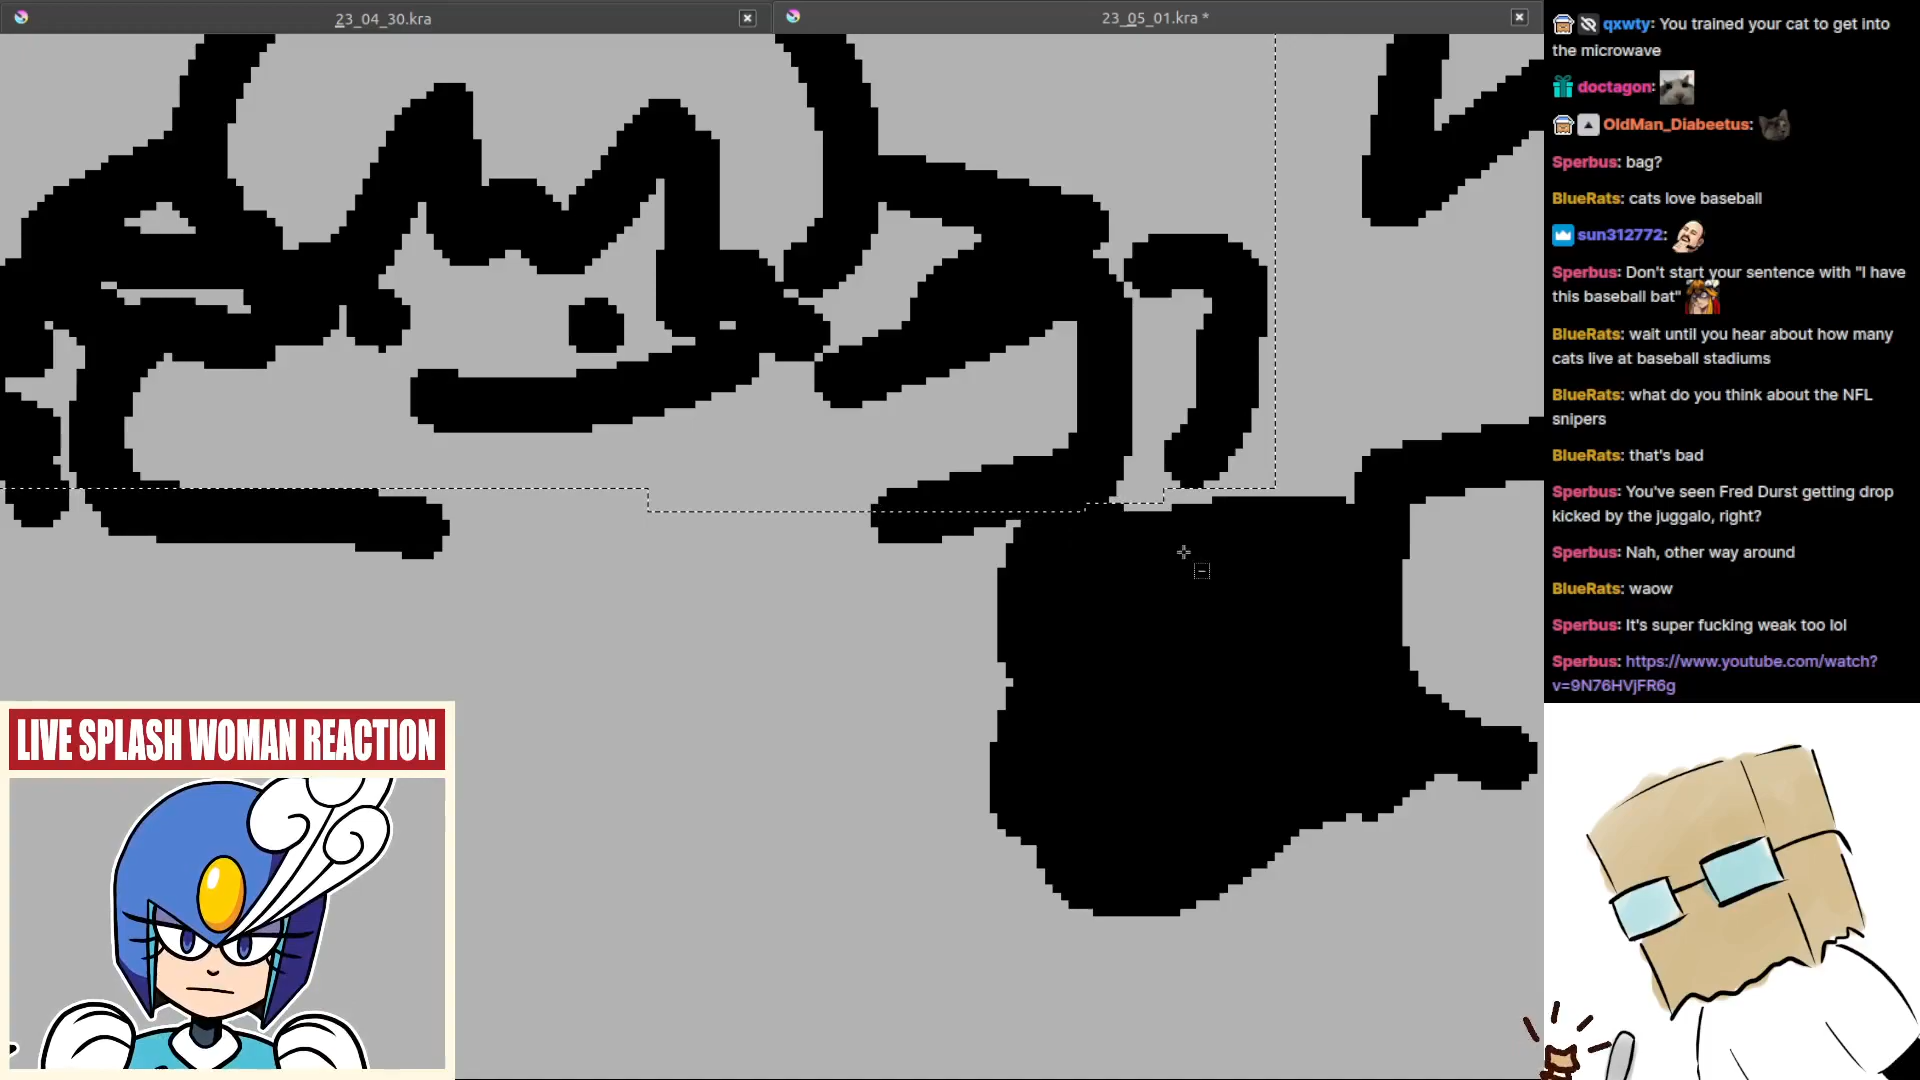 23_04_30.kra
23_05_01.kra *
qxwty: You trained your cat to get into
the microwave
doctagon:
OldMan_Diabeetus:
Sperbus: bag?
BlueRats: cats love baseball
sun312772:
Sperbus: Don't start your sentence with "I have
this baseball bat"
BlueRats: wait until you hear about how many
cats live at baseball stadiums
BlueRats: what do you think about the NFL
snipers
BlueRats: that's bad
Sperbus: You've seen Fred Durst getting drop
kicked by the juggalo, right?
Sperbus: Nah, other way around
BlueRats: waow
Sperbus: It's super fucking weak too lol
Sperbus: https://www.youtube.com/watch?
v=9N76HVjFR6g
LIVE SPLASH WOMAN REACTION